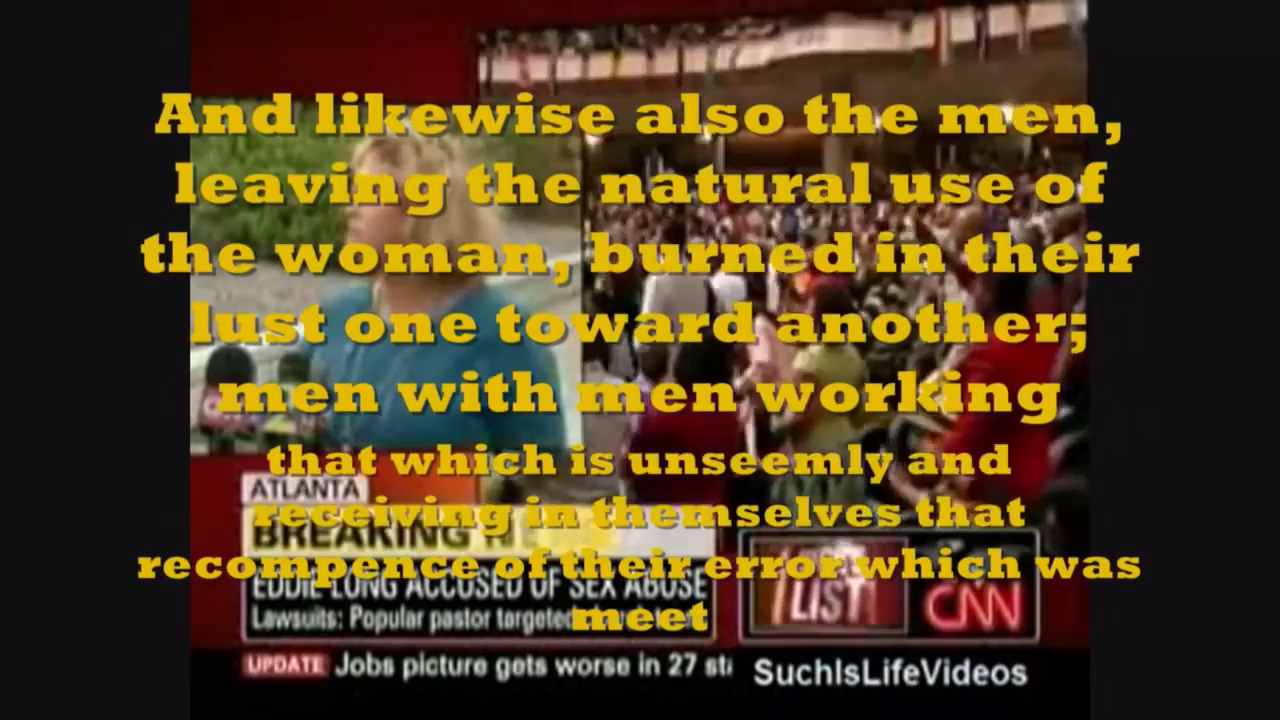 And likewise also the men,
leaving the natural use of
the woman, burned in their
lust one toward another;
men with men working
that which is unseemly and
receiving in themselves that
recompence of their error which was
meet
ATLANTA
BREAKING NE
EDDIE LONG ACCUSED OF SEX ABUSE
Lawsuits: Popular pastor targeted
LIST
CNN
UPDATE Jobs picture gets worse in 27
SuchIsLifeVideos